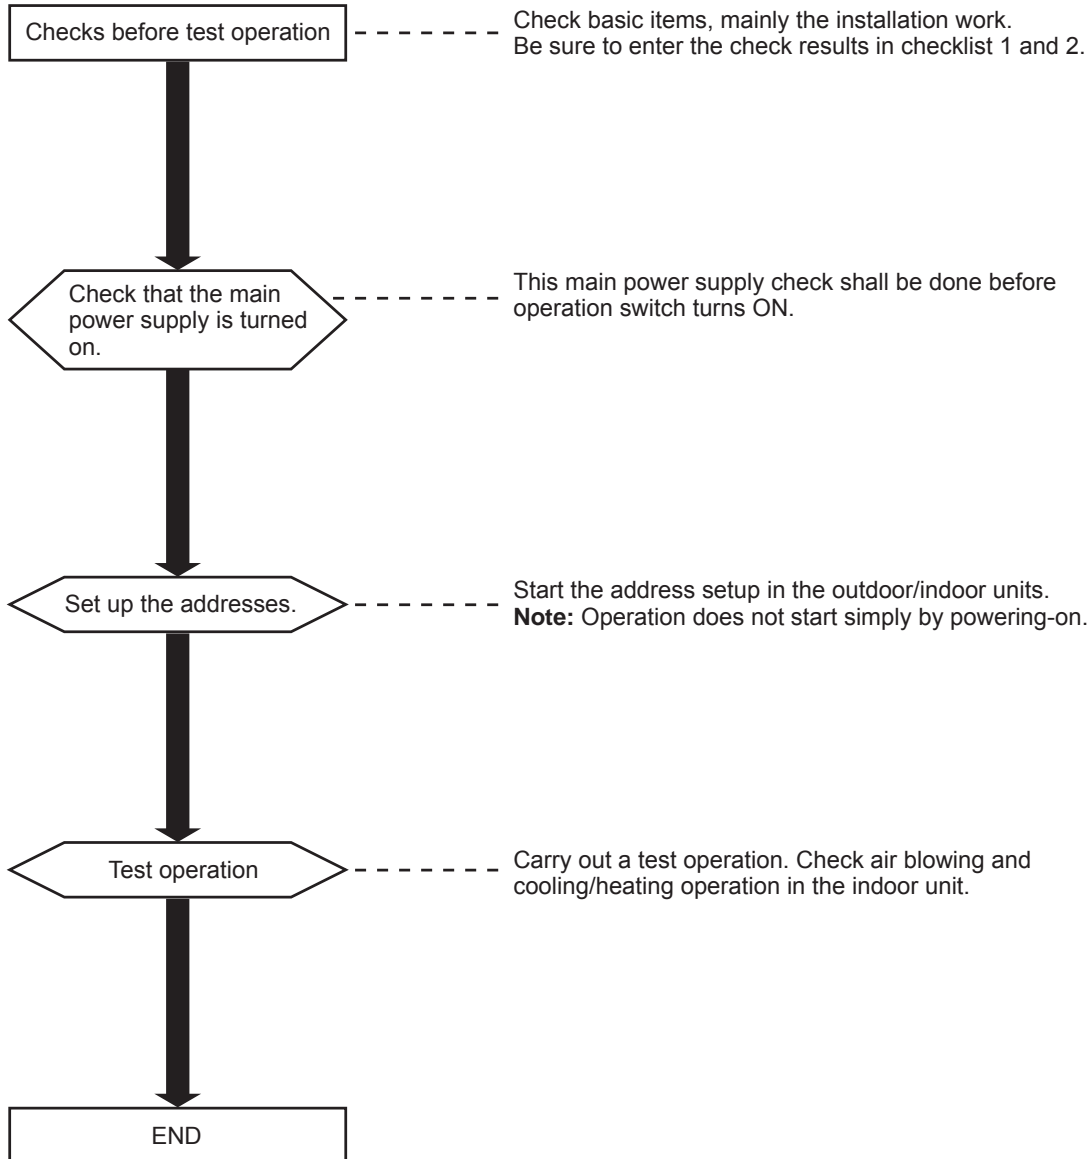 Checks before test operation
Check basic items, mainly the installation work.
Be sure to enter the check results in checklist 1 and 2.
Check that the main
power supply is turned
on.
This main power supply check shall be done before
operation switch turns ON.
Set up the addresses.
Start the address setup in the outdoor/indoor units.
Note: Operation does not start simply by powering-on.
Test operation
Carry out a test operation. Check air blowing and
cooling/heating operation in the indoor unit.
END